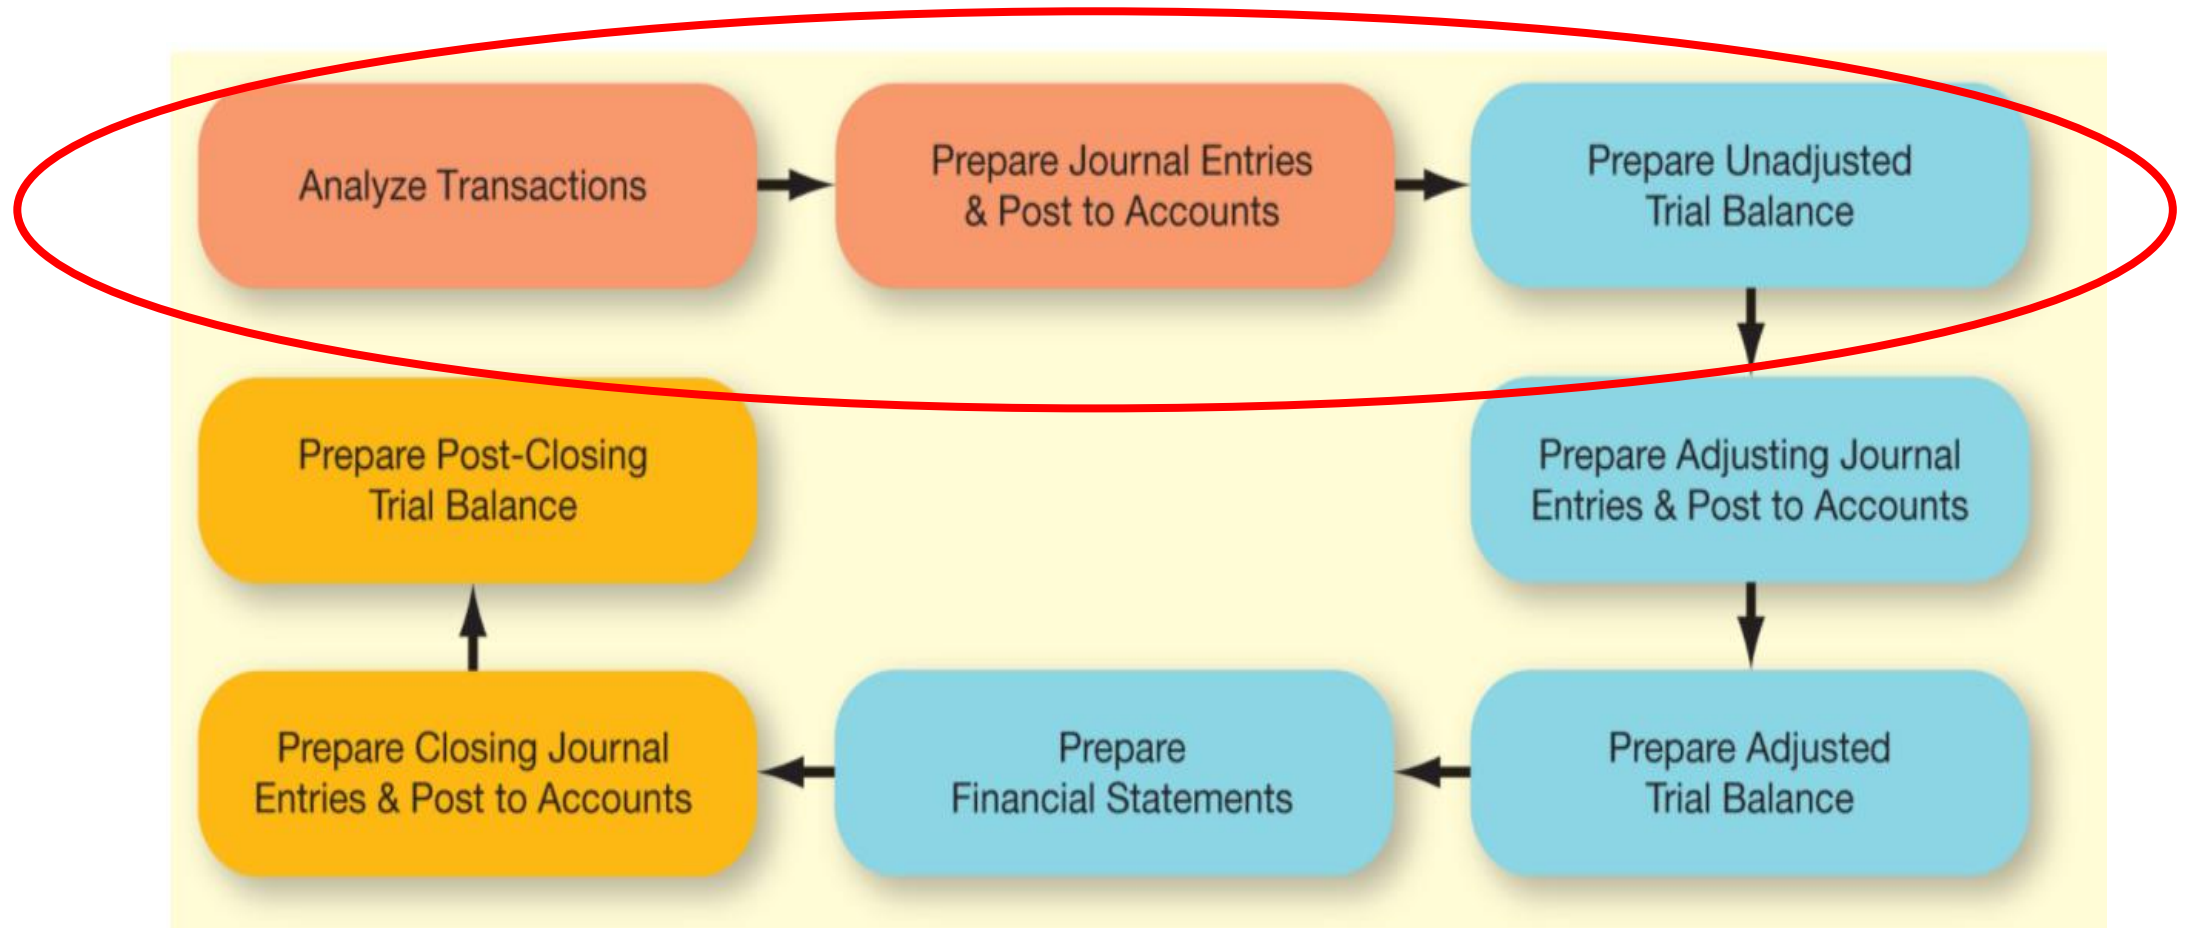 Analyze Transactions
Prepare Journal Entries
& Post to Accounts
Prepare Unadjusted
Trial Balance
Prepare Adjusting Journal
Entries & Post to Accounts
Prepare Adjusted
Trial Balance
Prepare
Financial Statements
Prepare Closing Journal
Entries & Post to Accounts
Prepare Post-Closing
Trial Balance